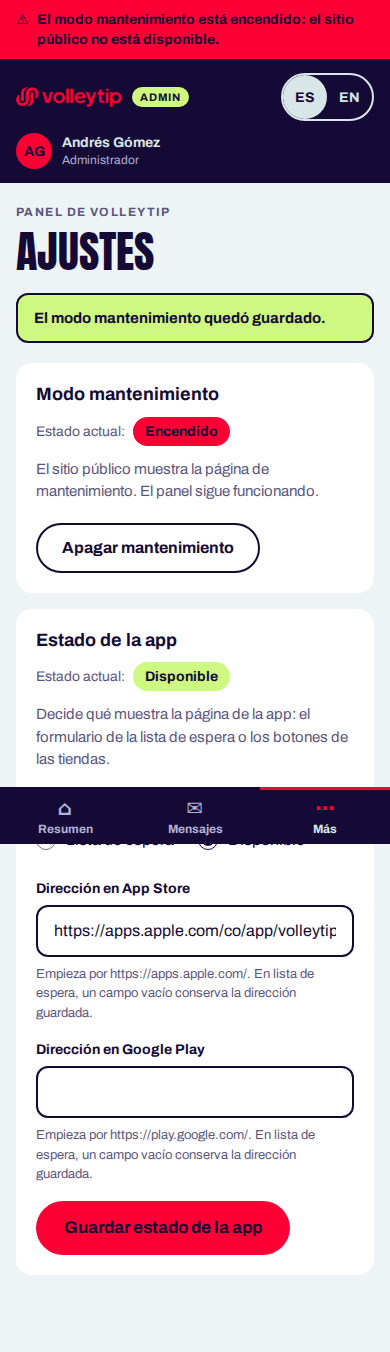 ⚠ El modo mantenimiento está encendido: el sitio
público no está disponible.
volleytip ADMIN ES EN
AG Andrés Gómez
Administrador
PANEL DE VOLLEYTIP
AJUSTES
El modo mantenimiento quedó guardado.
Modo mantenimiento
Estado actual: Encendido
El sitio público muestra la página de
mantenimiento. El panel sigue funcionando.
Apagar mantenimiento
Estado de la app
Estado actual: Disponible
Decide qué muestra la página de la app: el
formulario de la lista de espera o los botones de
las tiendas.
Resumen Mensajes Más
Dirección en App Store
https://apps.apple.com/co/app/volleytip
Empieza por https://apps.apple.com/. En lista de
espera, un campo vacío conserva la dirección
guardada.
Dirección en Google Play
Empieza por https://play.google.com/. En lista de
espera, un campo vacío conserva la dirección
guardada.
Guardar estado de la app